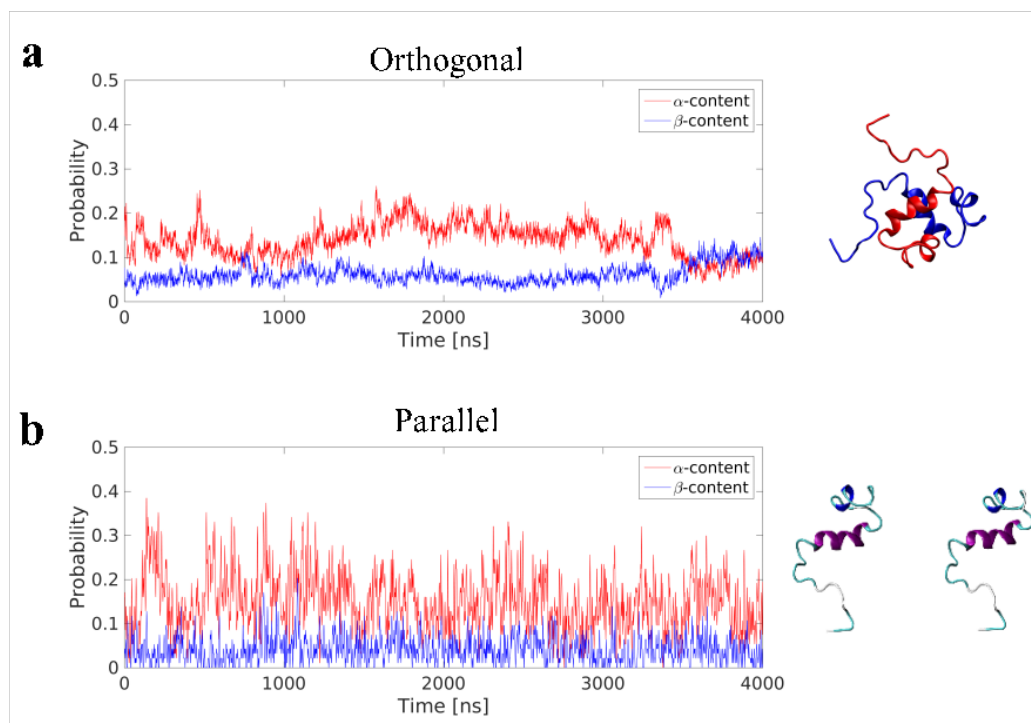 a
Orthogonal
0.5
0.4
0.3
0.2
0.1
0
Probability
α-content
β-content
0 1000 2000 3000 4000
Time [ns]
b
Parallel
0.5
0.4
0.3
0.2
0.1
0
Probability
α-content
β-content
0 1000 2000 3000 4000
Time [ns]